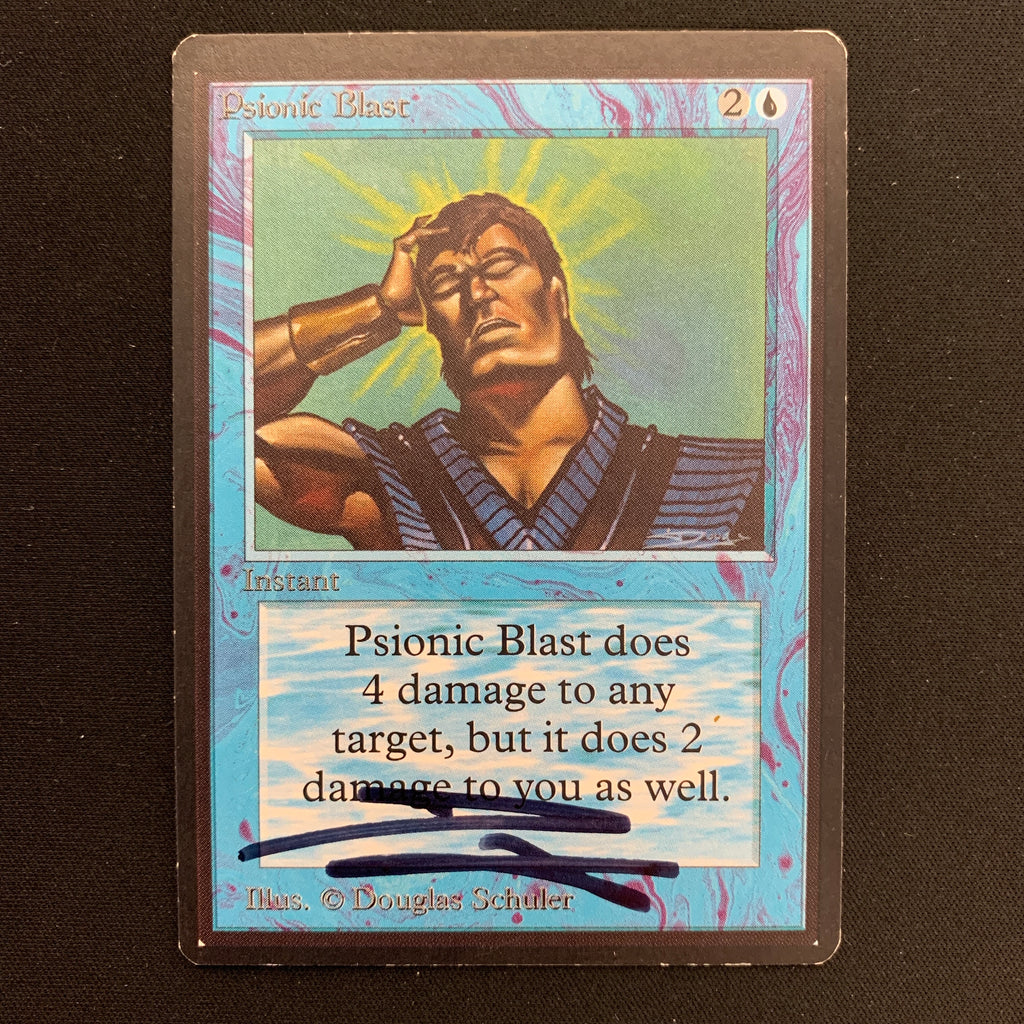 Psionic Blast 2
Instant
Psionic Blast does
4 damage to any
target, but it does 2
damage to you as well.
Illus. © Douglas Schuler